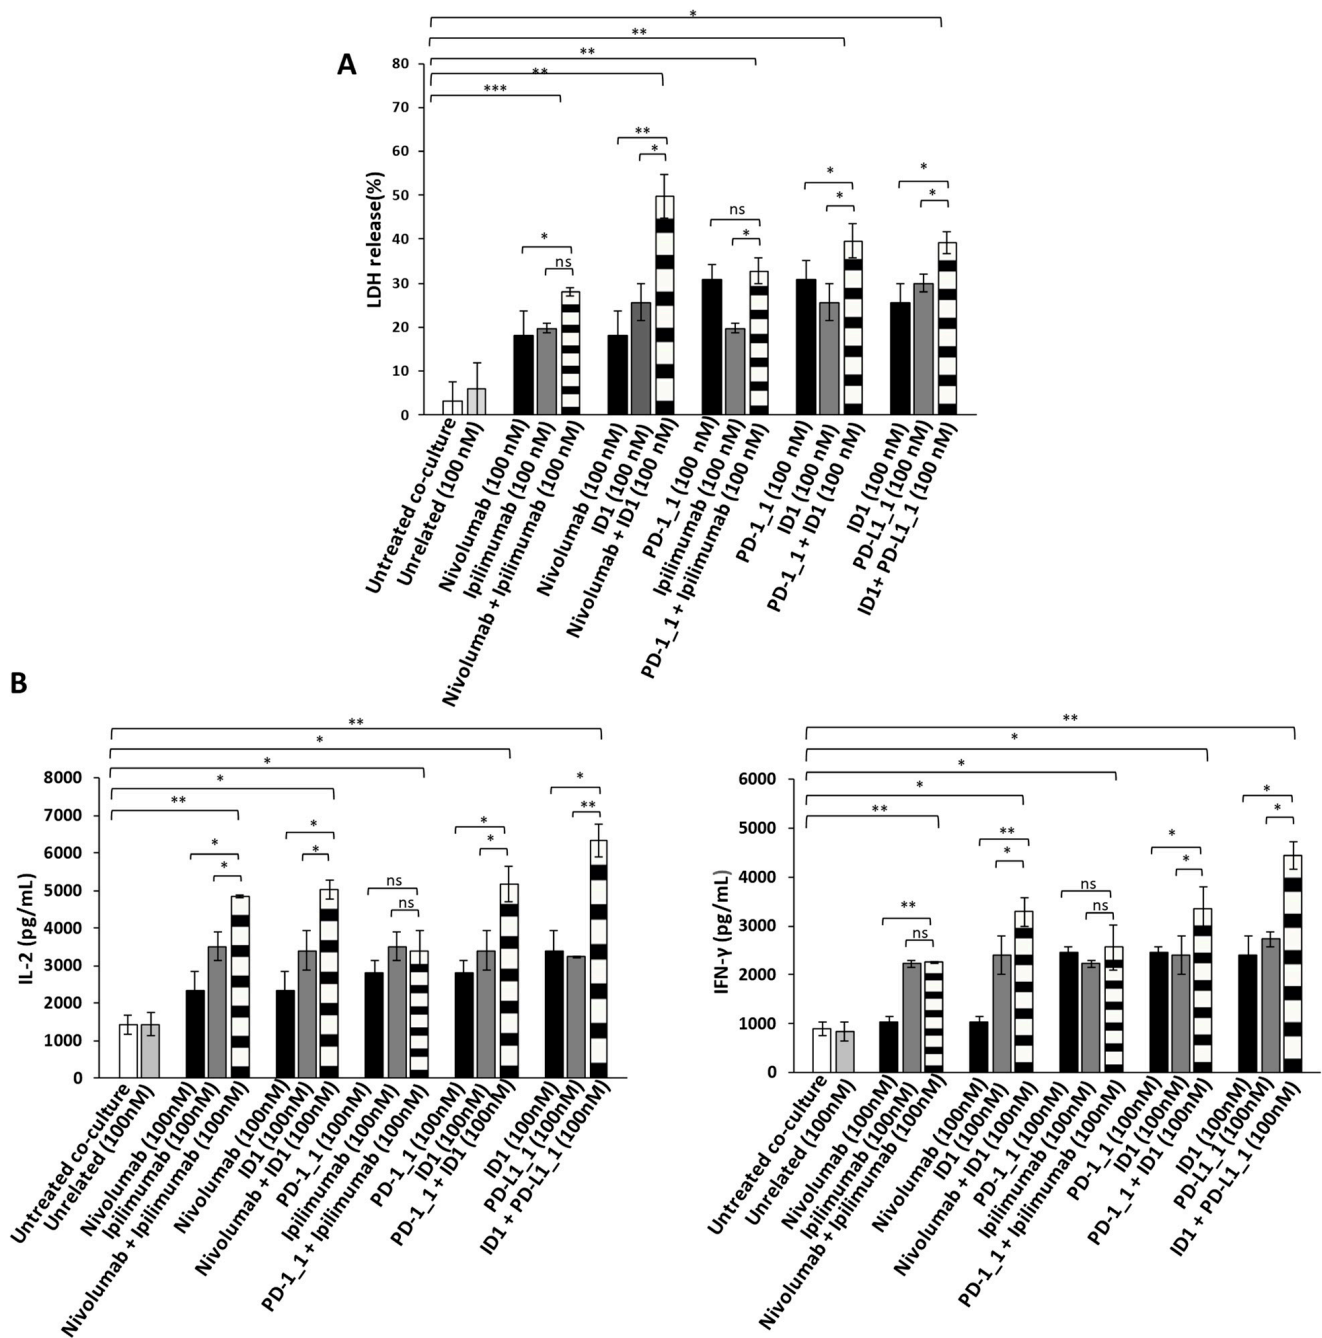 *
**
**
**
***
A
80
70
60
50
40
30
20
10
0
LDH release(%)
*
ns
**
*
ns
*
*
*
*
*
Untreated co-culture
Unrelated (100 nM)
Nivolumab (100 nM)
Ipilimumab (100 nM)
Nivolumab + Ipilimumab (100 nM)
Nivolumab (100 nM)
ID1 (100 nM)
Nivolumab + ID1 (100 nM)
PD-1_1 (100 nM)
Ipilimumab (100 nM)
PD-1_1 + Ipilimumab (100 nM)
PD-1_1 (100 nM)
ID1 (100 nM)
PD-1_1 + ID1 (100 nM)
ID1 (100 nM)
PD-L1_1 (100 nM)
ID1+ PD-L1_1 (100 nM)
B
**
*
*
*
**
8000
7000
6000
5000
4000
3000
2000
1000
0
IL-2 (pg/mL)
*
*
*
*
ns
ns
*
*
*
**
Untreated co-culture
Unrelated (100nM)
Nivolumab (100nM)
Ipilimumab (100nM)
Nivolumab + Ipilimumab (100nM)
Nivolumab (100nM)
ID1 (100nM)
Nivolumab + ID1 (100nM)
PD-1_1 (100nM)
Ipilimumab (100nM)
PD-1_1 + Ipilimumab (100nM)
PD-1_1 (100nM)
ID1 (100nM)
PD-1_1 + ID1 (100nM)
ID1 (100nM)
PD-L1_1 (100nM)
ID1 + PD-L1_1 (100nM)
**
*
*
*
**
6000
5000
4000
3000
2000
1000
0
IFN-γ (pg/mL)
**
ns
**
*
ns
ns
*
*
*
*
Untreated co-culture
Unrelated (100nM)
Nivolumab (100nM)
Ipilimumab (100nM)
Nivolumab + Ipilimumab (100nM)
Nivolumab (100nM)
ID1 (100nM)
Nivolumab + ID1 (100nM)
PD-1_1 (100nM)
Ipilimumab (100nM)
PD-1_1 + Ipilimumab (100nM)
PD-1_1 (100nM)
ID1 (100nM)
PD-1_1 + ID1 (100nM)
ID1 (100nM)
PD-L1_1 (100nM)
ID1 + PD-L1_1 (100nM)